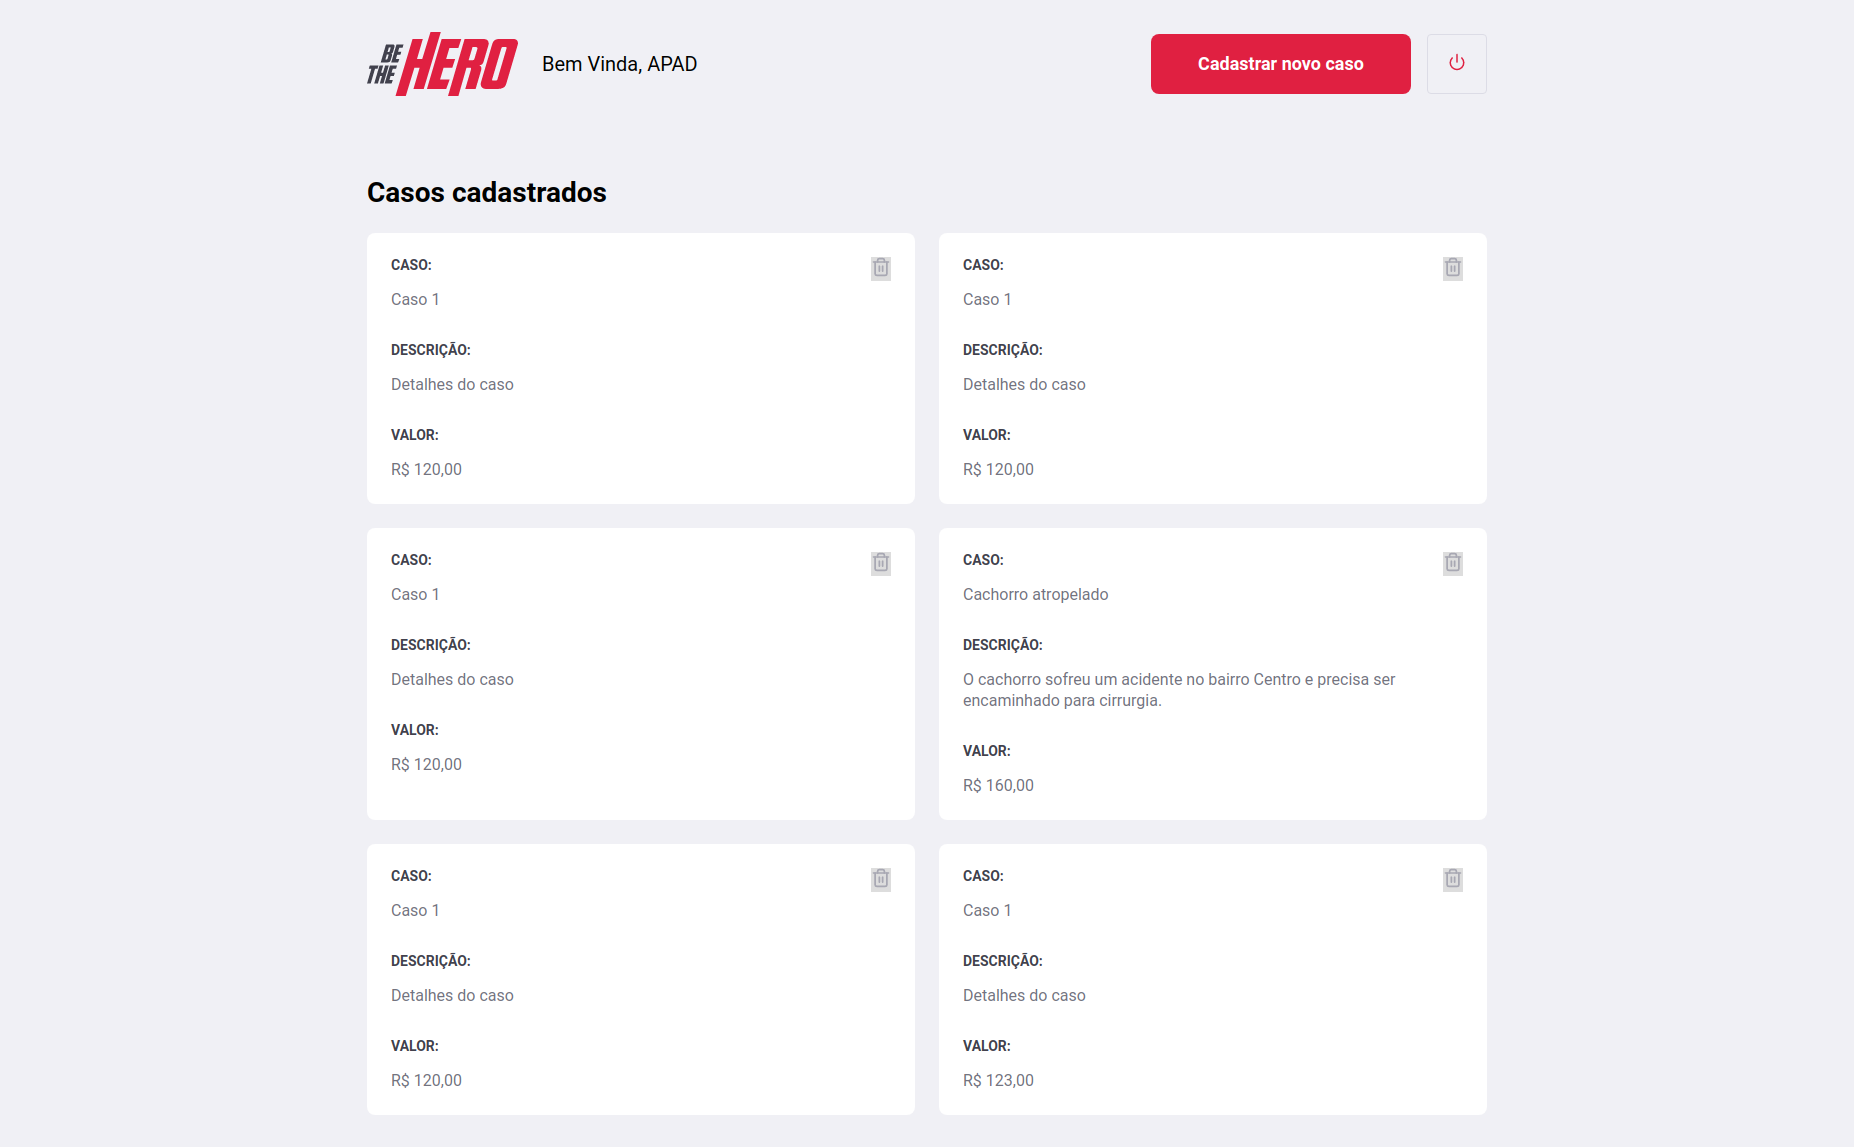 BE THE HERO
Bem Vinda, APAD
Cadastrar novo caso
Casos cadastrados
CASO:
Caso 1
DESCRIÇÃO:
Detalhes do caso
VALOR:
R$ 120,00
CASO:
Caso 1
DESCRIÇÃO:
Detalhes do caso
VALOR:
R$ 120,00
CASO:
Caso 1
DESCRIÇÃO:
Detalhes do caso
VALOR:
R$ 120,00
CASO:
Cachorro atropelado
DESCRIÇÃO:
O cachorro sofreu um acidente no bairro Centro e precisa ser
encaminhado para cirrurgia.
VALOR:
R$ 160,00
CASO:
Caso 1
DESCRIÇÃO:
Detalhes do caso
VALOR:
R$ 120,00
CASO:
Caso 1
DESCRIÇÃO:
Detalhes do caso
VALOR:
R$ 123,00